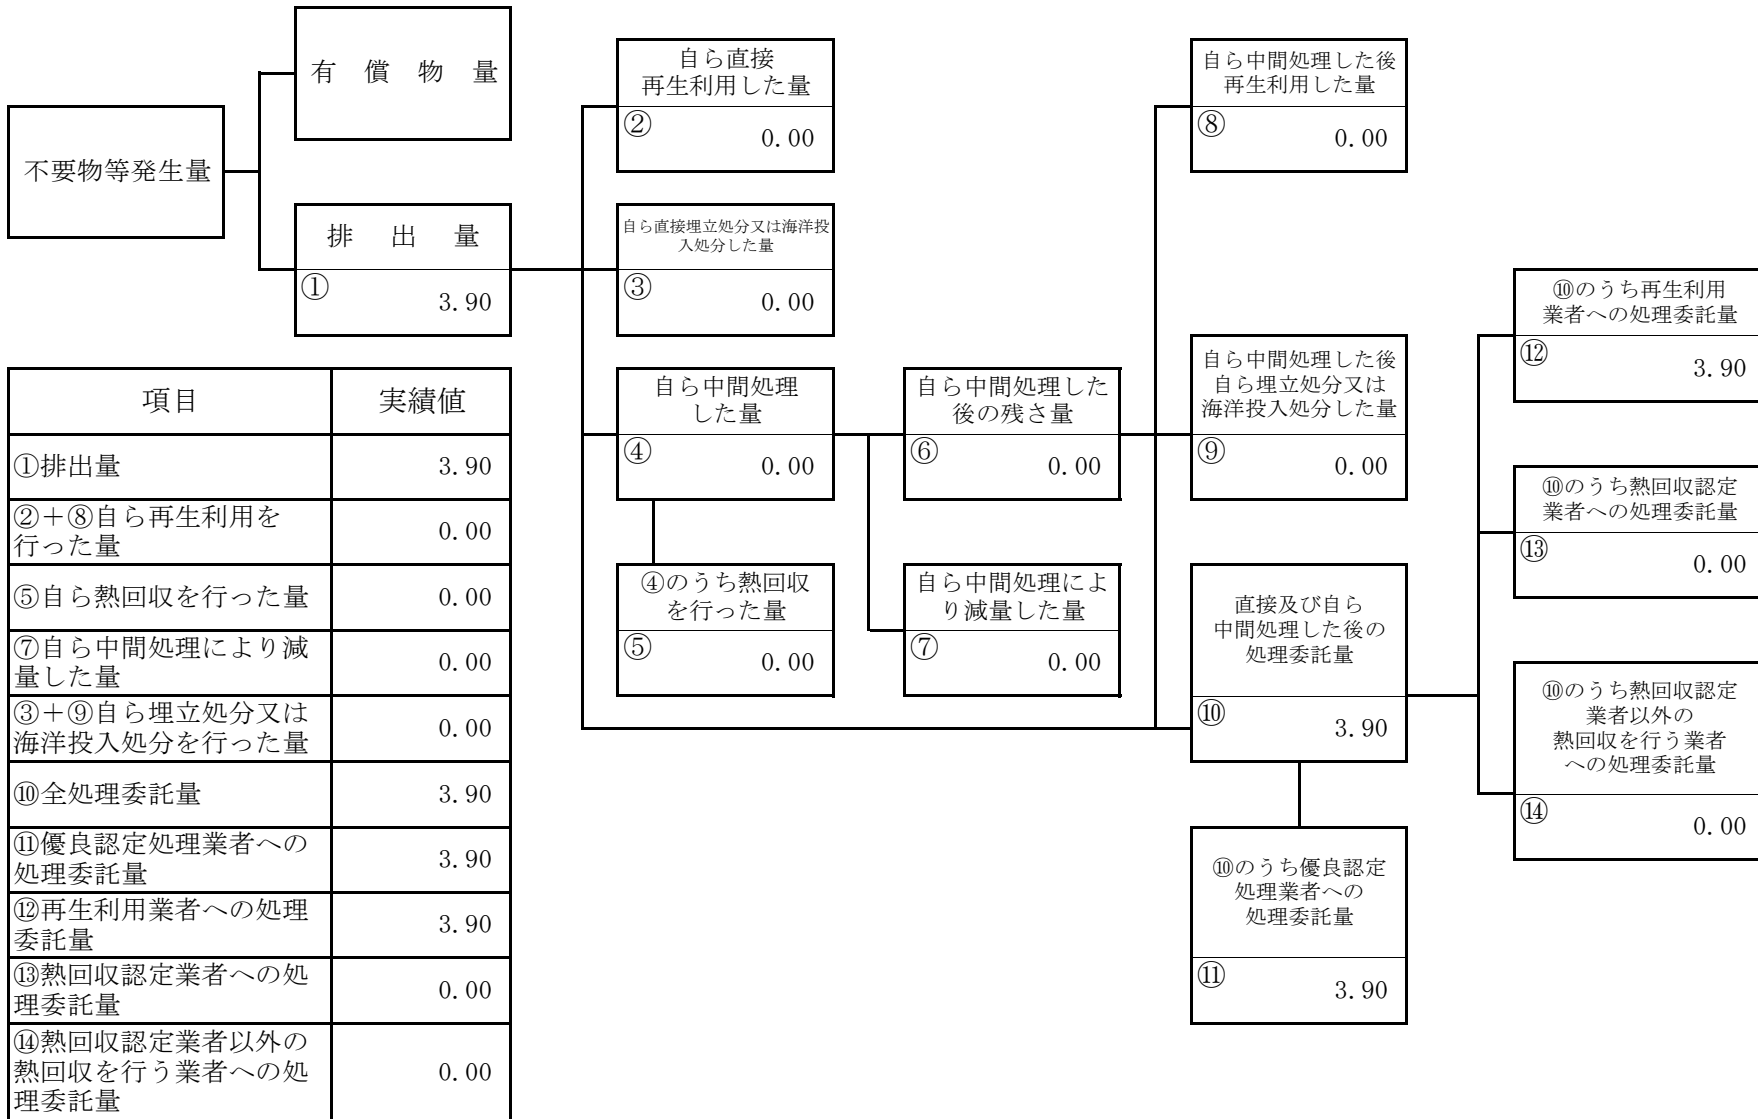 不要物等発生量
有償物量
排出量
①
3.90
自ら直接
再生利用した量
②
0.00
自ら直接埋立処分又は海洋投
入処分した量
③
0.00
自ら中間処理
した量
④
0.00
④のうち熱回収
を行った量
⑤
0.00
自ら中間処理した
後の残さ量
⑥
0.00
自ら中間処理によ
り減量した量
⑦
0.00
自ら中間処理した後
再生利用した量
⑧
0.00
自ら中間処理した後
自ら埋立処分又は
海洋投入処分した量
⑨
0.00
直接及び自ら
中間処理した後の
処理委託量
⑩
3.90
⑩のうち優良認定
処理業者への
処理委託量
⑪
3.90
⑩のうち再生利用
業者への処理委託量
⑫
3.90
⑩のうち熱回収認定
業者への処理委託量
⑬
0.00
⑩のうち熱回収認定
業者以外の
熱回収を行う業者
への処理委託量
⑭
0.00
項目 実績値
①排出量 3.90
②＋⑧自ら再生利用を
行った量 0.00
⑤自ら熱回収を行った量 0.00
⑦自ら中間処理により減
量した量 0.00
③＋⑨自ら埋立処分又は
海洋投入処分を行った量 0.00
⑩全処理委託量 3.90
⑪優良認定処理業者への
処理委託量 3.90
⑫再生利用業者への処理
委託量 3.90
⑬熱回収認定業者への処
理委託量 0.00
⑭熱回収認定業者以外の
熱回収を行う業者への処
理委託量 0.00